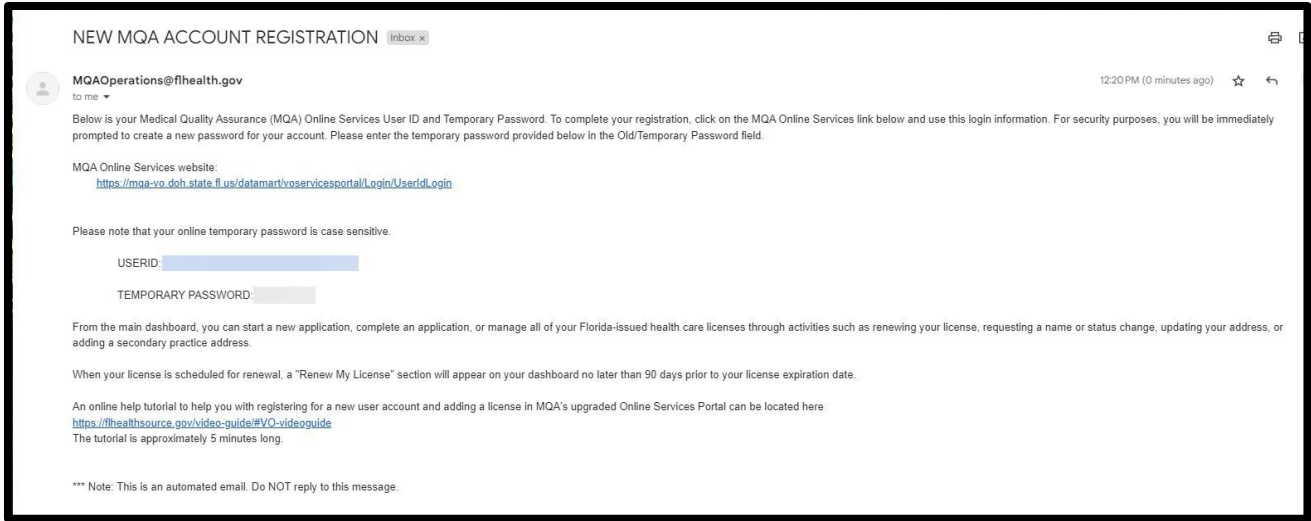 NEW MQA ACCOUNT REGISTRATION Inbox x
MQAOperations@flhealth.gov
12:20 PM (0 minutes ago)
to me
Below is your Medical Quality Assurance (MQA) Online Services User ID and Temporary Password. To complete your registration, click on the MQA Online Services link below and use this login information. For security purposes, you will be immediately
prompted to create a new password for your account. Please enter the temporary password provided below in the Old/Temporary Password field.
MQA Online Services website:
https://mqa-vo.doh.state.fl.us/datamart/voservicesportal/Login/UserIdLogin
Please note that your online temporary password is case sensitive.
USERID:
TEMPORARY PASSWORD:
From the main dashboard, you can start a new application, complete an application, or manage all of your Florida-issued health care licenses through activities such as renewing your license, requesting a name or status change, updating your address, or
adding a secondary practice address.
When your license is scheduled for renewal, a "Renew My License" section will appear on your dashboard no later than 90 days prior to your license expiration date.
An online help tutorial to help you with registering for a new user account and adding a license in MQA's upgraded Online Services Portal can be located here
https://flhealthsource.gov/video-guide/#VO-videoguide
The tutorial is approximately 5 minutes long.
*** Note: This is an automated email. Do NOT reply to this message.